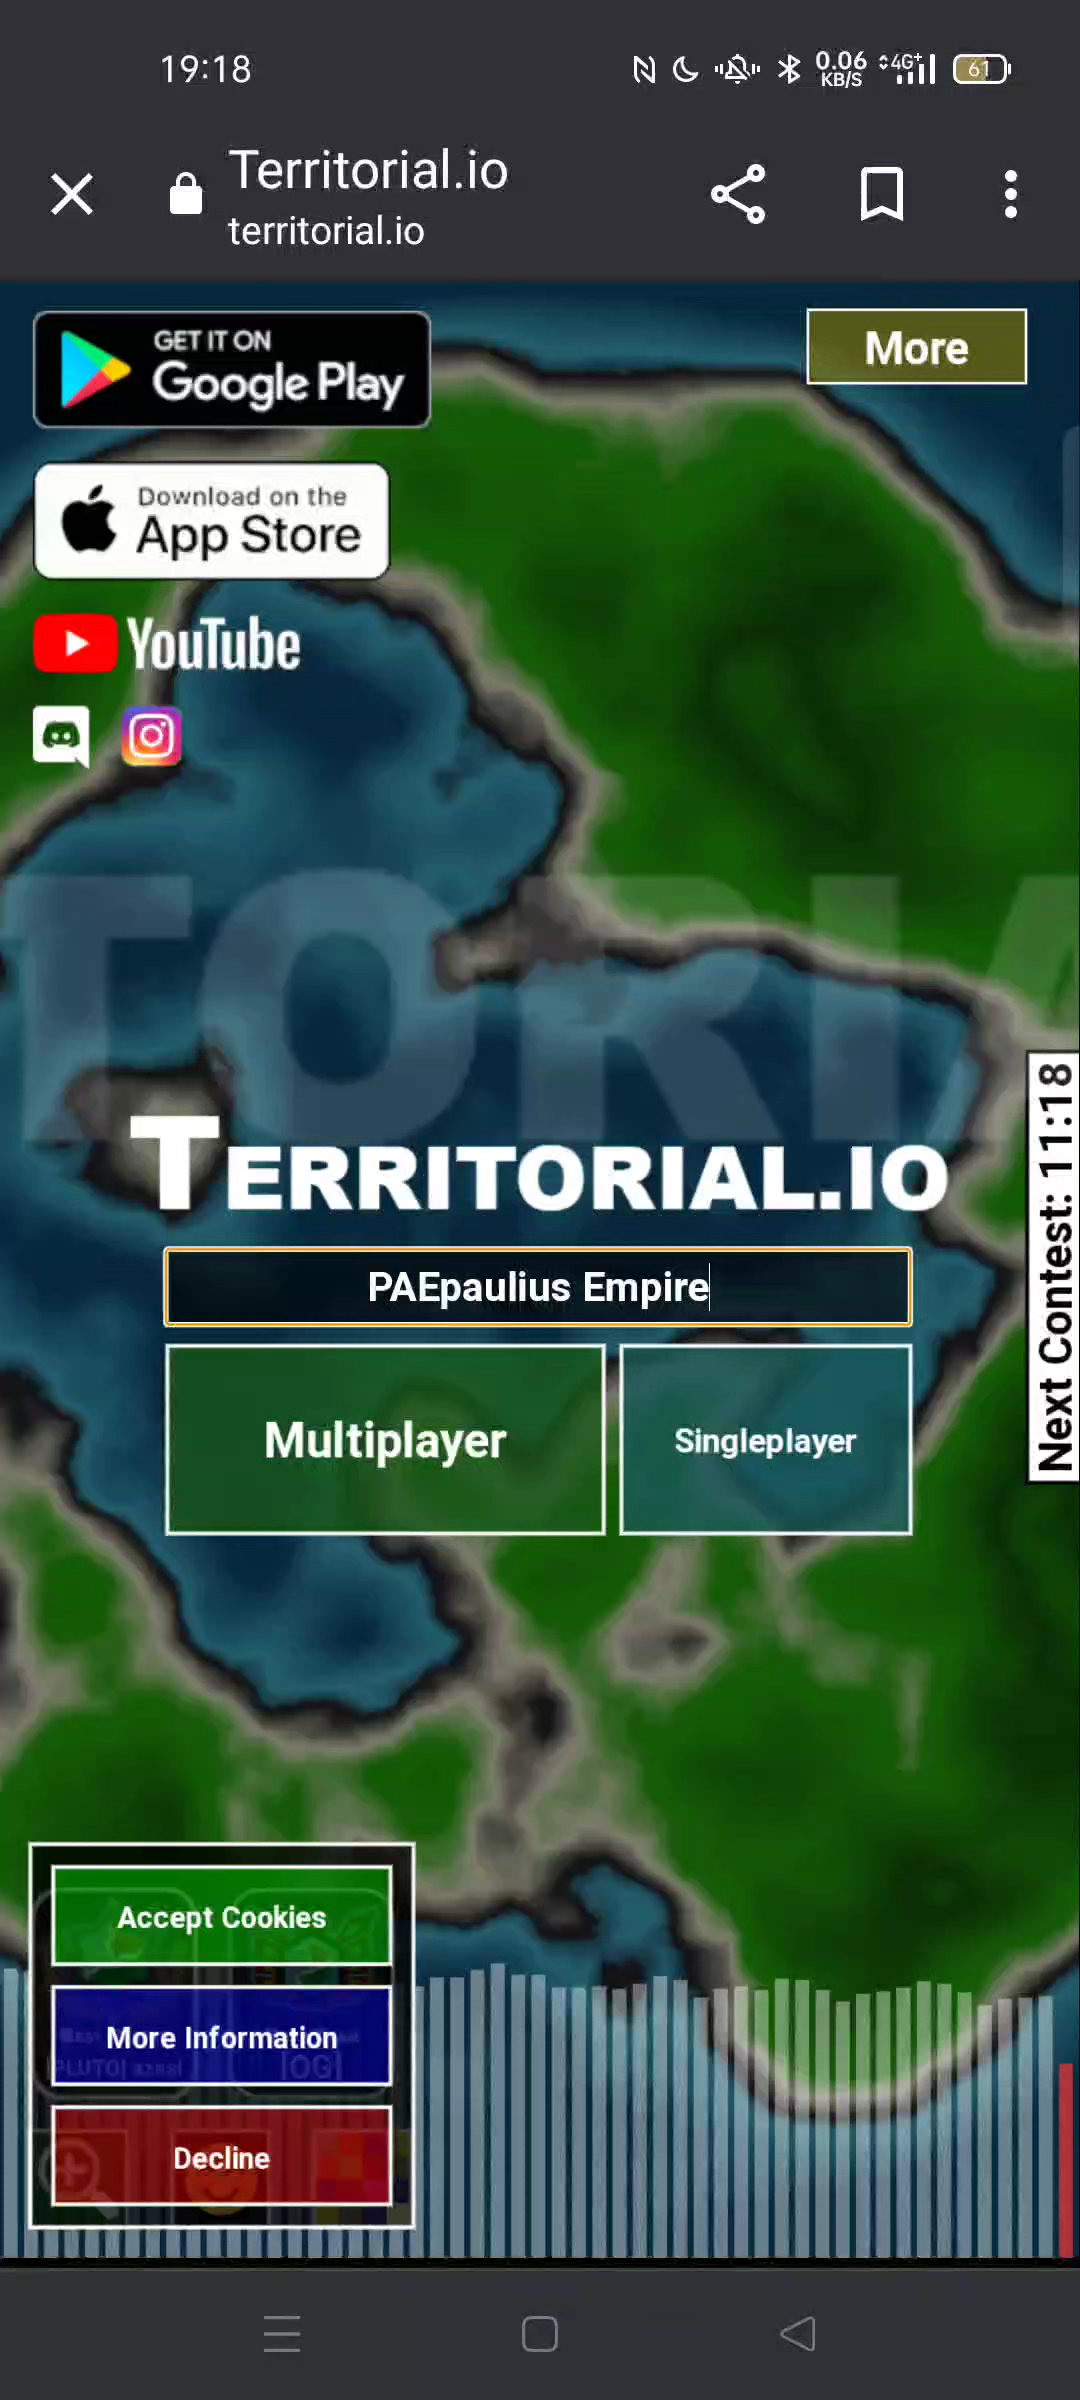 19:18
0.06
KB/S
4G+
61
Territorial.io
territorial.io
GET IT ON
Google Play
More
Download on the
App Store
YouTube
TORIA
TERRITORIAL.IO
Next Contest: 11:18
PAEpaulius Empire
Multiplayer
Singleplayer
Accept Cookies
More Information
Decline